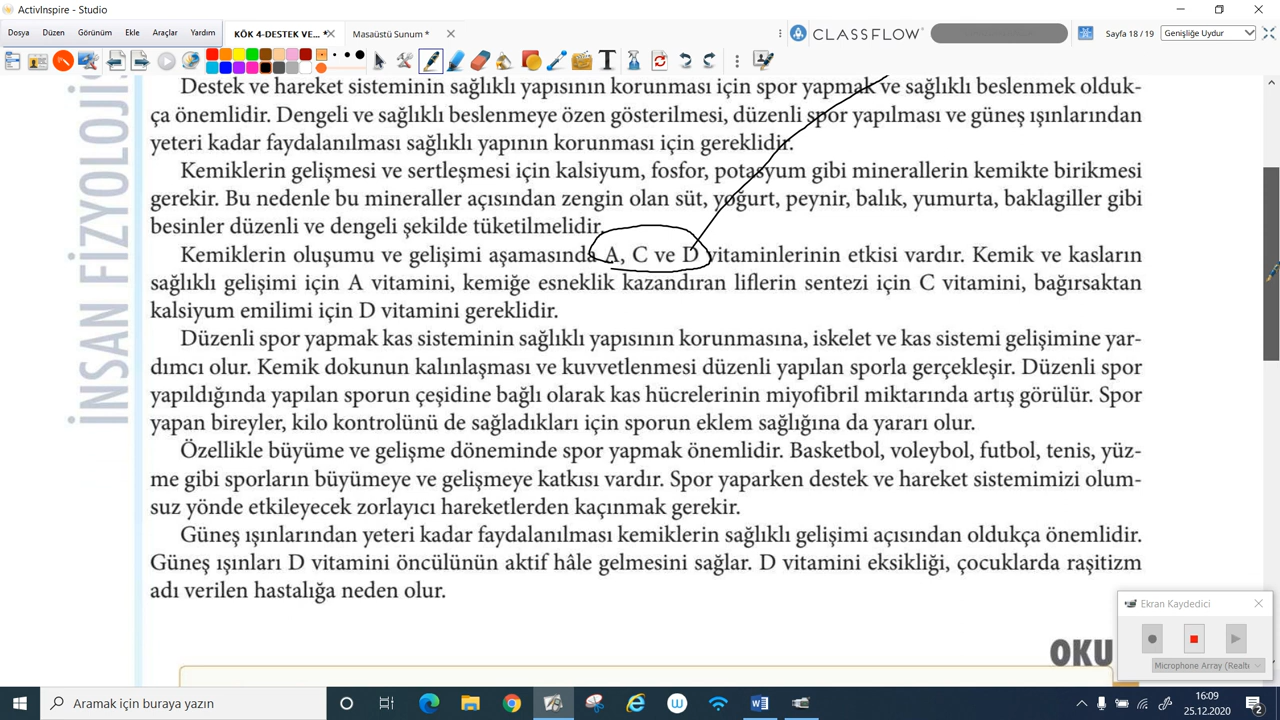 ActivInspire - Studio
Dosya Düzen Görünüm Ekle Araçlar Yardım KÖK 4-DESTEK VE... * Masaüstü Sunum * CLASSFLOW Sayfa 18 / 19 Genişliğe Uydur
İNSAN FİZYOLOJİ
Destek ve hareket sisteminin sağlıklı yapısının korunması için spor yapmak ve sağlıklı beslenmek olduk-
ça önemlidir. Dengeli ve sağlıklı beslenmeye özen gösterilmesi, düzenli spor yapılması ve güneş ışınlarından
yeteri kadar faydalanılması sağlıklı yapının korunması için gereklidir.
Kemiklerin gelişmesi ve sertleşmesi için kalsiyum, fosfor, potasyum gibi minerallerin kemikte birikmesi
gerekir. Bu nedenle bu mineraller açısından zengin olan süt, yoğurt, peynir, balık, yumurta, baklagiller gibi
besinler düzenli ve dengeli şekilde tüketilmelidir.
Kemiklerin oluşumu ve gelişimi aşamasında A, C ve D vitaminlerinin etkisi vardır. Kemik ve kasların
sağlıklı gelişimi için A vitamini, kemiğe esneklik kazandıran liflerin sentezi için C vitamini, bağırsaktan
kalsiyum emilimi için D vitamini gereklidir.
Düzenli spor yapmak kas sisteminin sağlıklı yapısının korunmasına, iskelet ve kas sistemi gelişimine yar-
dımcı olur. Kemik dokunun kalınlaşması ve kuvvetlenmesi düzenli yapılan sporla gerçekleşir. Düzenli spor
yapıldığında yapılan sporun çeşidine bağlı olarak kas hücrelerinin miyofibril miktarında artış görülür. Spor
yapan bireyler, kilo kontrolünü de sağladıkları için sporun eklem sağlığına da yararı olur.
Özellikle büyüme ve gelişme döneminde spor yapmak önemlidir. Basketbol, voleybol, futbol, tenis, yüz-
me gibi sporların büyümeye ve gelişmeye katkısı vardır. Spor yaparken destek ve hareket sistemimizi olum-
suz yönde etkileyecek zorlayıcı hareketlerden kaçınmak gerekir.
Güneş ışınlarından yeteri kadar faydalanılması kemiklerin sağlıklı gelişimi açısından oldukça önemlidir.
Güneş ışınları D vitamini öncülünün aktif hâle gelmesini sağlar. D vitamini eksikliği, çocuklarda raşitizm
adı verilen hastalığa neden olur.
OKU
Ekran Kaydedici
Microphone Array (Realt
Aramak için buraya yazın
16:09
25.12.2020
2